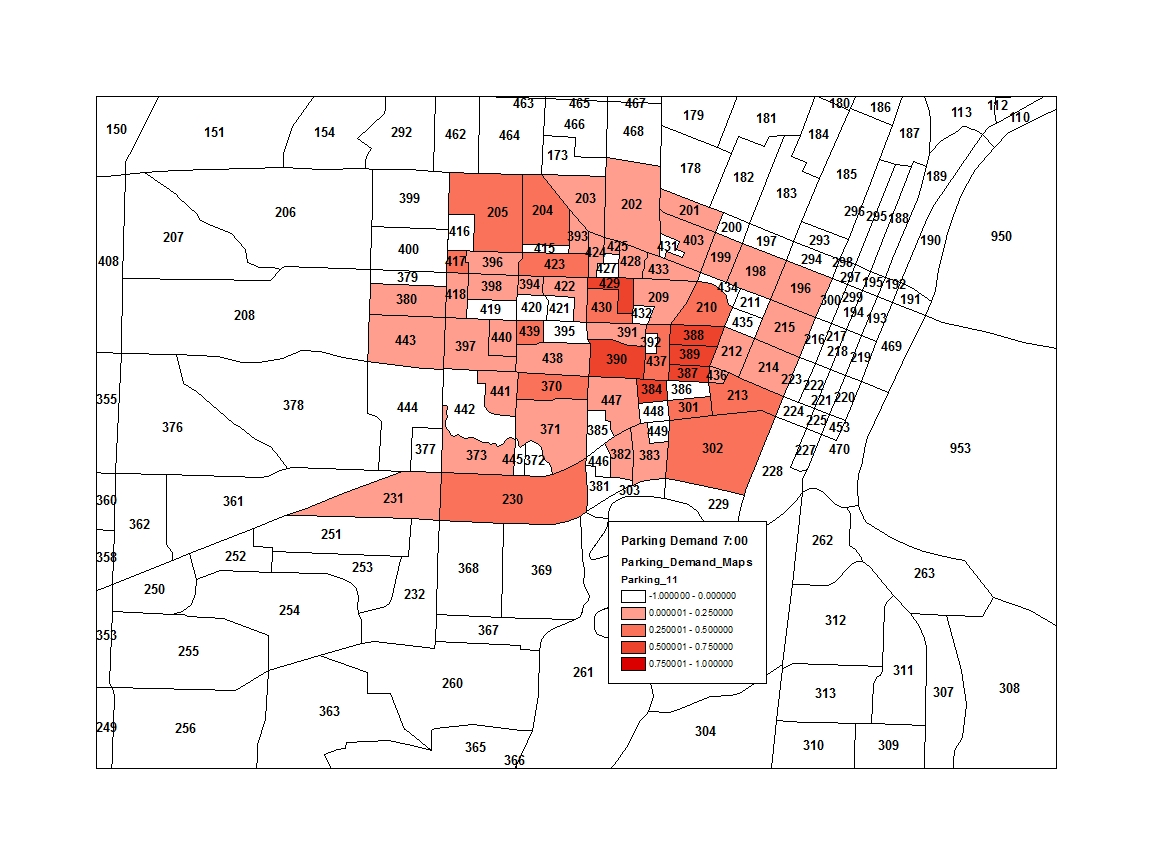 463 465 467 180 186 112
150 151 154 292 462 464 466 468 179 181 184 187 113 110
173 178 182 183 185 189
206 399 205 204 203 202 201 200 296 295 188
207 400 416 415 393 424 425 431 403 197 293 190 950
408 379 417 396 423 427 428 433 199 198 294 298
380 418 398 394 422 429 209 434 196 297 195 192
208 419 420 421 430 432 210 211 300 299 191
443 397 440 439 395 391 392 388 435 215 194 193
438 390 437 389 212 216 217 218 219 469
378 441 370 384 387 436 214 223 222
355 444 442 447 386 213 221 220
376 371 385 448 301 224 225 453
377 373 445 372 446 382 449 383 302 227 470 953
360 361 231 230 381 303 229 228
362 251 262
358 252 253 368 369 263
250 254 232 312
353 255 367 311
260 261 313 307 308
249 256 363 365 366 304 310 309
Parking Demand 7:00
Parking_Demand_Maps
Parking_11
-1.000000 - 0.000000
0.000001 - 0.250000
0.250001 - 0.500000
0.500001 - 0.750000
0.750001 - 1.000000